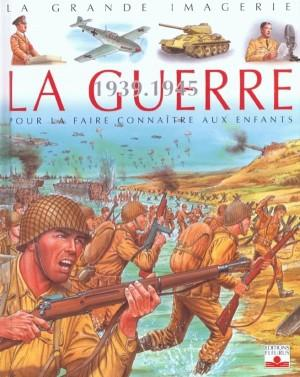 LA GRANDE IMAGERIE
LA GUERRE
1939.1945
POUR LA FAIRE CONNAÎTRE AUX ENFANTS
EDITIONS
FLEURUS